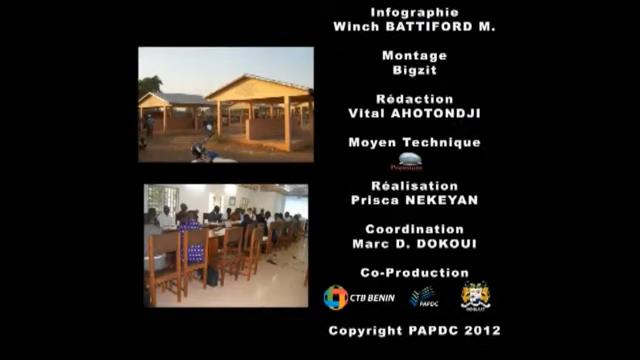 Infographie
Winch BATTIFORD M.
Montage
Bigzit
Rédaction
Vital AHOTONDJI
Moyen Technique
Premium
Réalisation
Prisca NEKEYAN
Coordination
Marc D. DOKOUI
Co-Production
CTB BENIN
PAPDC
Copyright PAPDC 2012